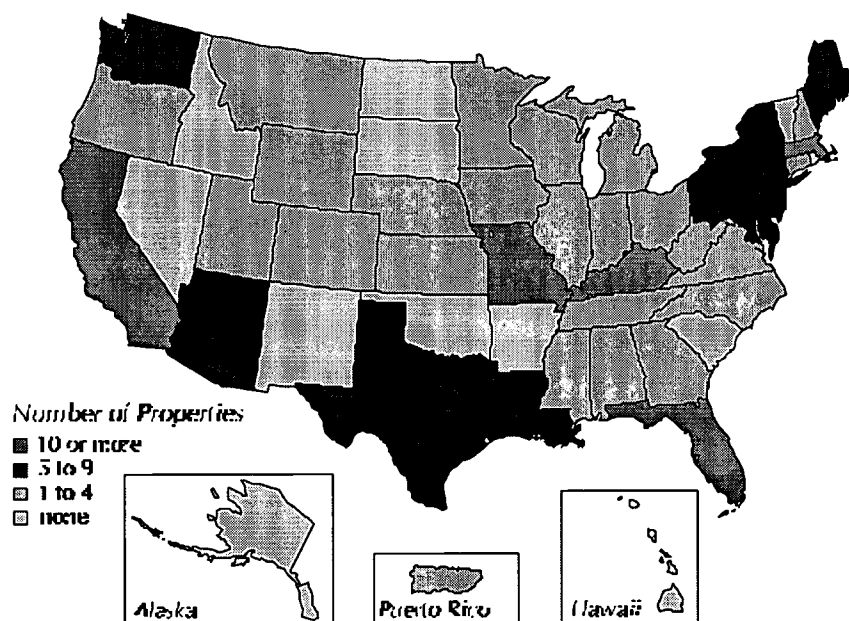 Number of Properties
10 or more
5 to 9
1 to 4
none
Alaska
Puerto Rico
Hawaii